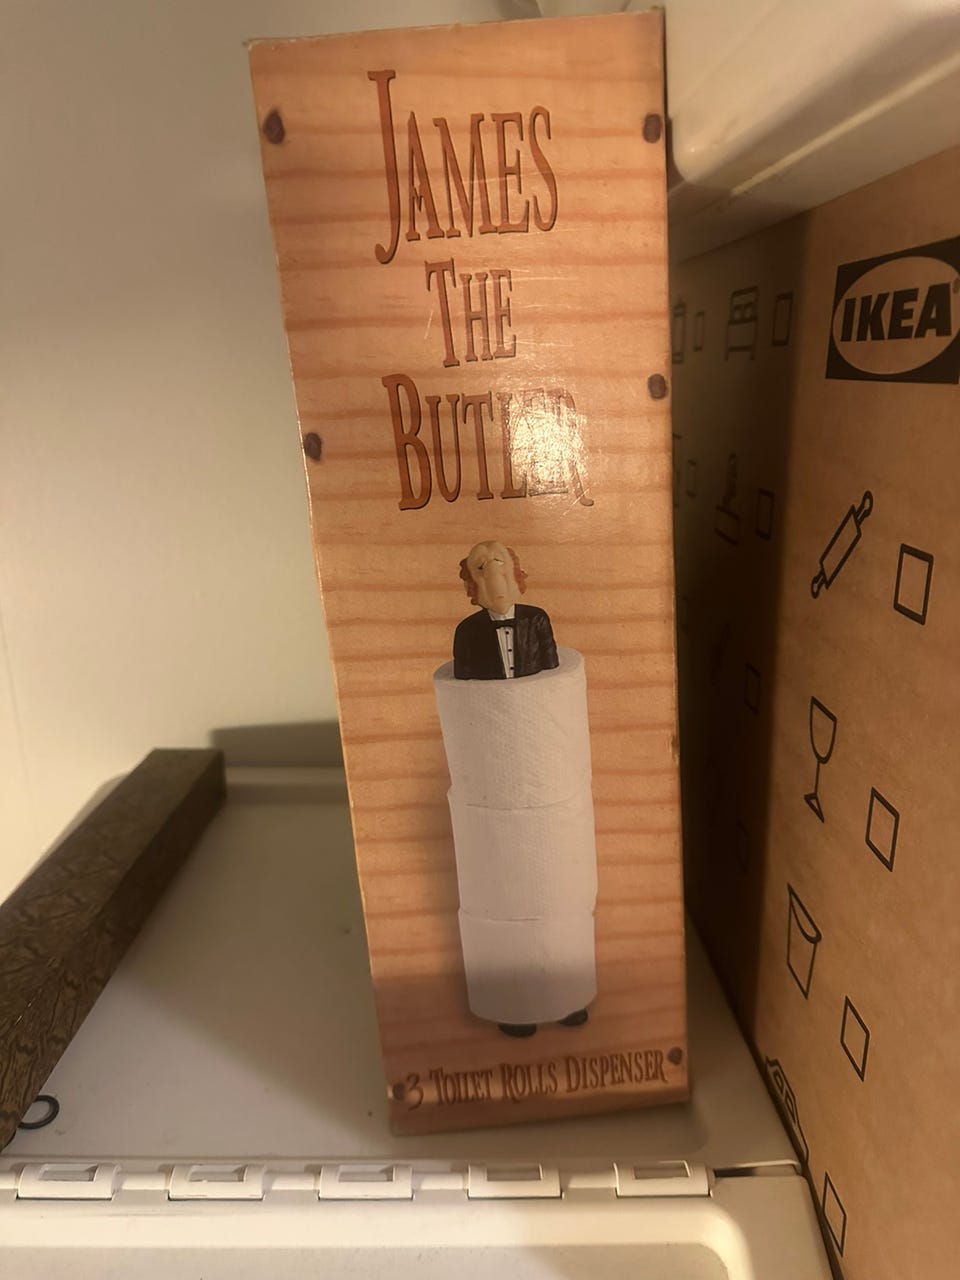 JAMES
THE
BUTLER
3 TOILET ROLLS DISPENSER
IKEA